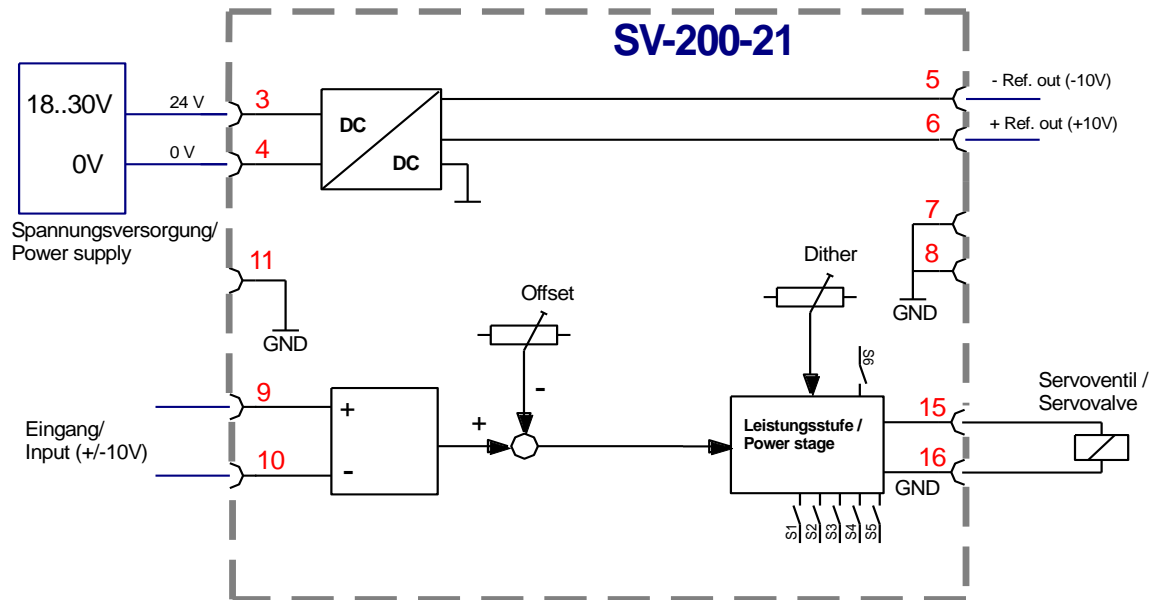 SV-200-21
18..30V
0V
24 V
0 V
3
4
DC
DC
5
6
- Ref. out (-10V)
+ Ref. out (+10V)
Spannungsversorgung/
Power supply
11
GND
7
8
GND
Offset
Dither
-
+
S6
9
10
+
-
Eingang/
Input (+/-10V)
Leistungsstufe /
Power stage
15
16
GND
Servoventil /
Servovalve
S1
S2
S3
S4
S5